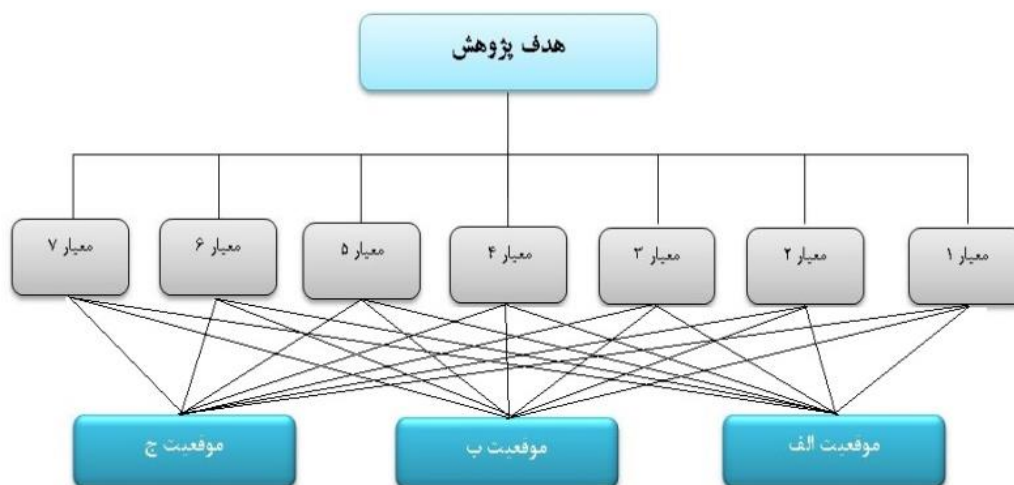 هدف پژوهش
معیار ۱
معیار ۲
معیار ۳
معیار ۴
معیار ۵
معیار ۶
معیار ۷
موقعیت الف
موقعیت ب
موقعیت ج